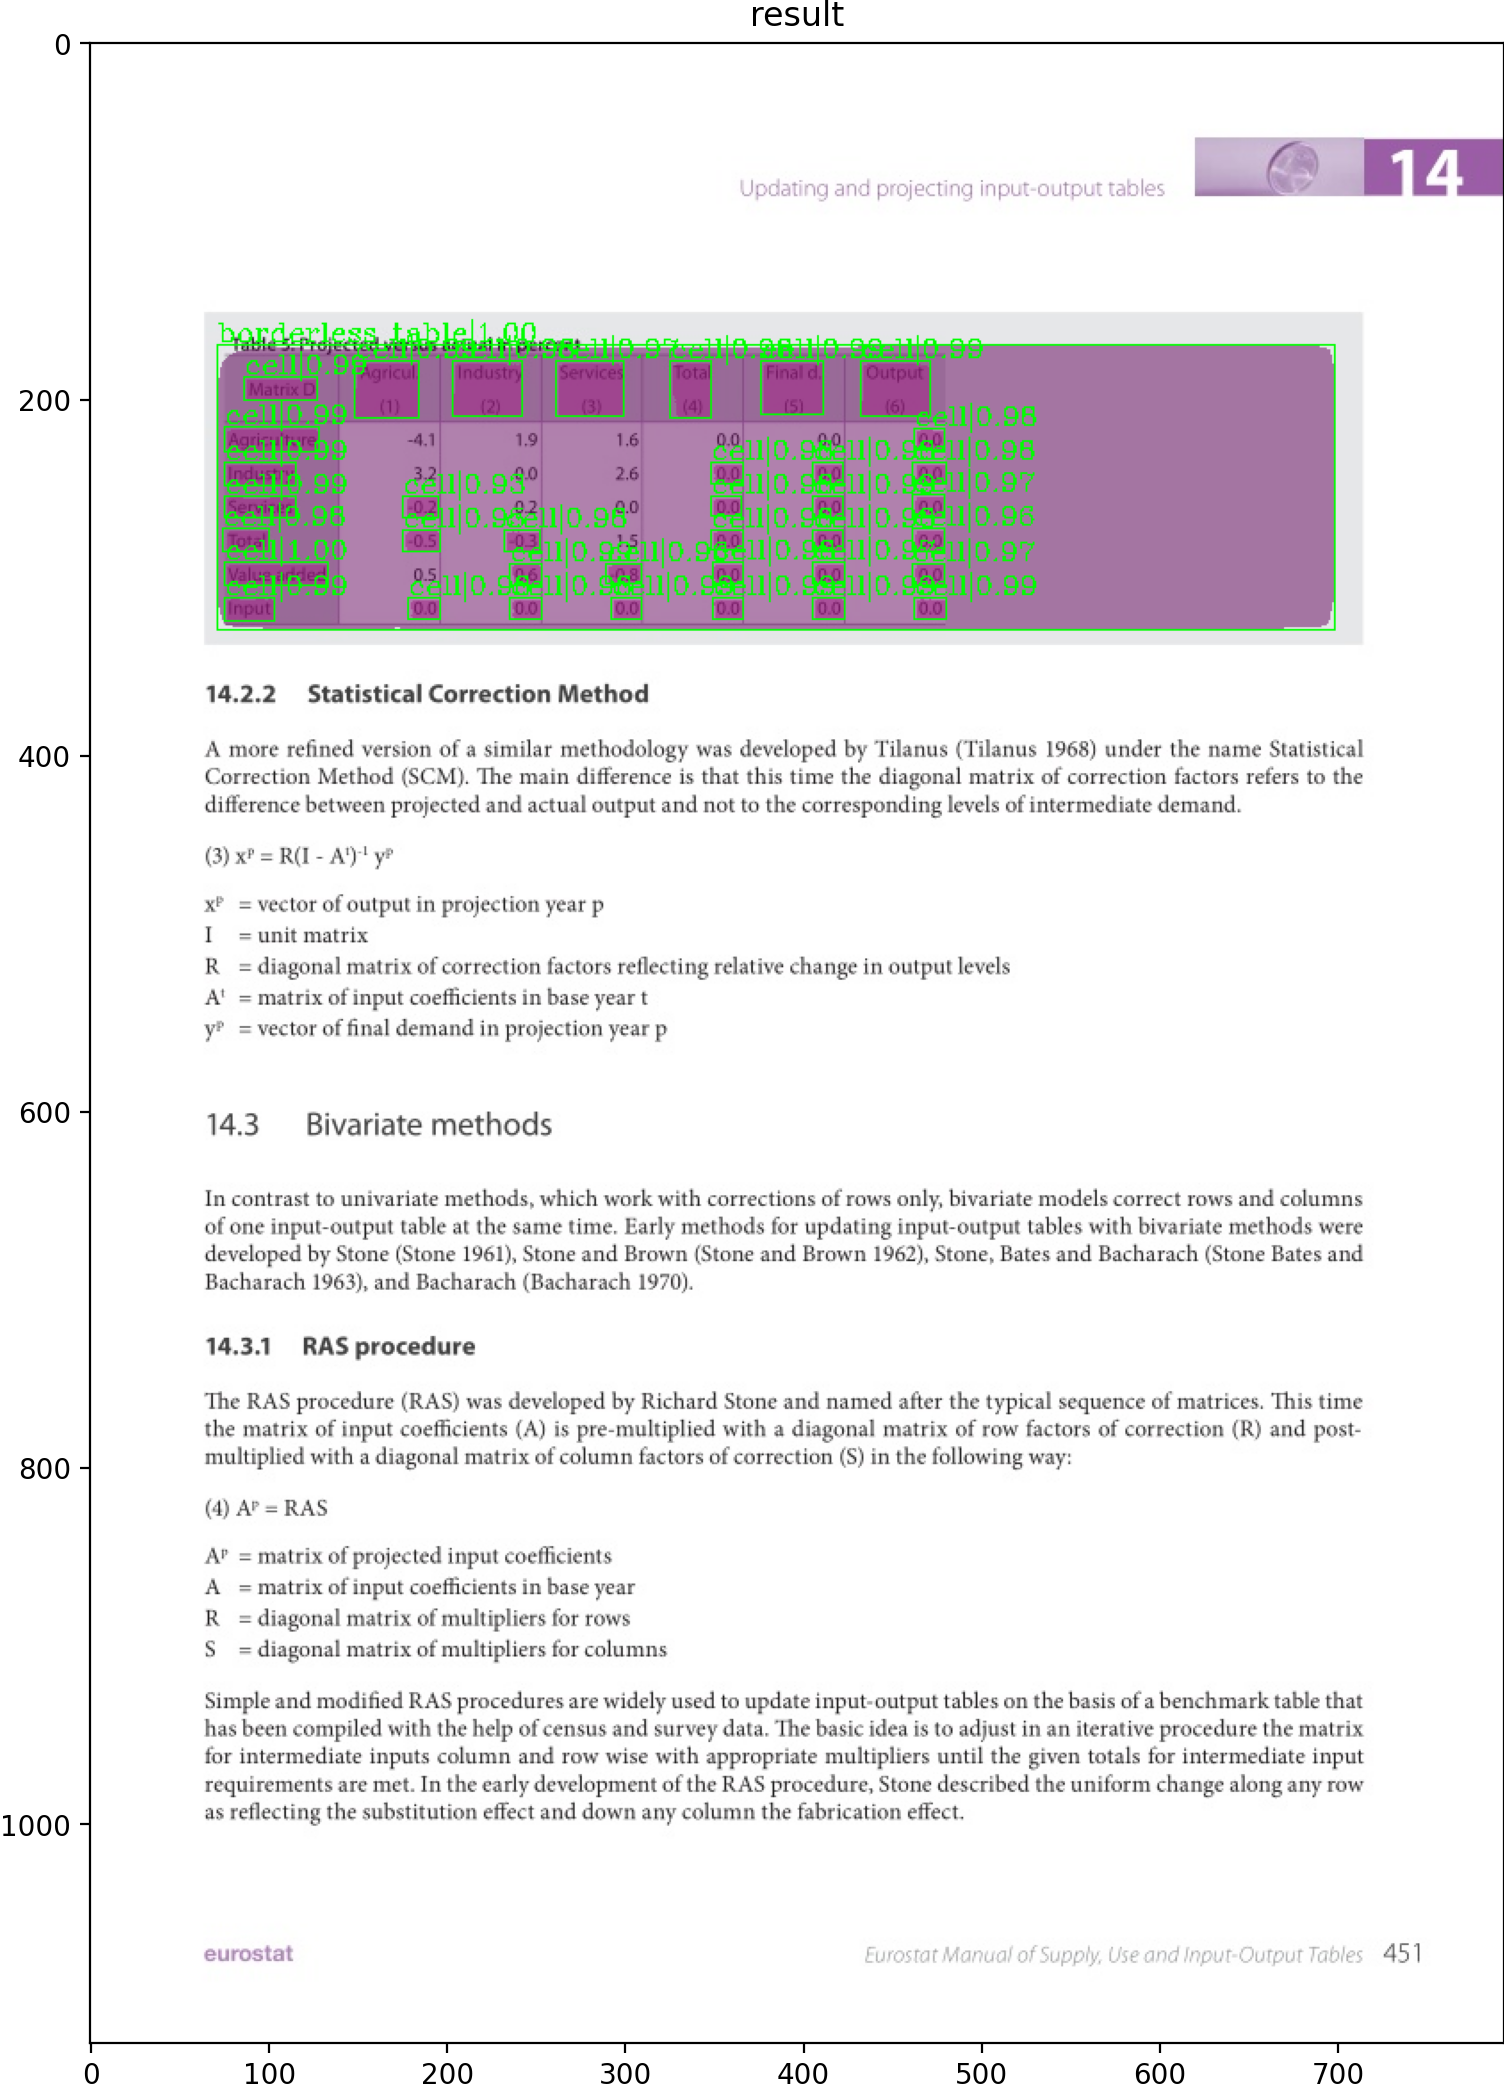 result
0
200
400
600
800
1000
0 100 200 300 400 500 600 700
Updating and projecting input-output tables 14
borderless_table|1.00
Table 5: Projected versus actual in percent
Matrix D Agricul Industry Services Total Final d. Output
(1) (2) (3) (4) (5) (6)
Agriculture -4.1 1.9 1.6 0.0 0.0 0.0
Industry 3.2 0.0 2.6 0.0 0.0 0.0
Services -0.2 0.2 0.0 0.0 0.0 0.0
Total -0.5 -0.3 1.5 0.0 0.0 0.0
Value added 0.5 0.6 0.8 0.0 0.0 0.0
Input 0.0 0.0 0.0 0.0 0.0 0.0
14.2.2 Statistical Correction Method
A more refined version of a similar methodology was developed by Tilanus (Tilanus 1968) under the name Statistical
Correction Method (SCM). The main difference is that this time the diagonal matrix of correction factors refers to the
difference between projected and actual output and not to the corresponding levels of intermediate demand.
(3) xᵖ = R(I - Aᵗ)⁻¹ yᵖ
xᵖ = vector of output in projection year p
I = unit matrix
R = diagonal matrix of correction factors reflecting relative change in output levels
Aᵗ = matrix of input coefficients in base year t
yᵖ = vector of final demand in projection year p
14.3 Bivariate methods
In contrast to univariate methods, which work with corrections of rows only, bivariate models correct rows and columns
of one input-output table at the same time. Early methods for updating input-output tables with bivariate methods were
developed by Stone (Stone 1961), Stone and Brown (Stone and Brown 1962), Stone, Bates and Bacharach (Stone Bates and
Bacharach 1963), and Bacharach (Bacharach 1970).
14.3.1 RAS procedure
The RAS procedure (RAS) was developed by Richard Stone and named after the typical sequence of matrices. This time
the matrix of input coefficients (A) is pre-multiplied with a diagonal matrix of row factors of correction (R) and post-
multiplied with a diagonal matrix of column factors of correction (S) in the following way:
(4) Aᵖ = RAS
Aᵖ = matrix of projected input coefficients
A = matrix of input coefficients in base year
R = diagonal matrix of multipliers for rows
S = diagonal matrix of multipliers for columns
Simple and modified RAS procedures are widely used to update input-output tables on the basis of a benchmark table that
has been compiled with the help of census and survey data. The basic idea is to adjust in an iterative procedure the matrix
for intermediate inputs column and row wise with appropriate multipliers until the given totals for intermediate input
requirements are met. In the early development of the RAS procedure, Stone described the uniform change along any row
as reflecting the substitution effect and down any column the fabrication effect.
eurostat Eurostat Manual of Supply, Use and Input-Output Tables 451